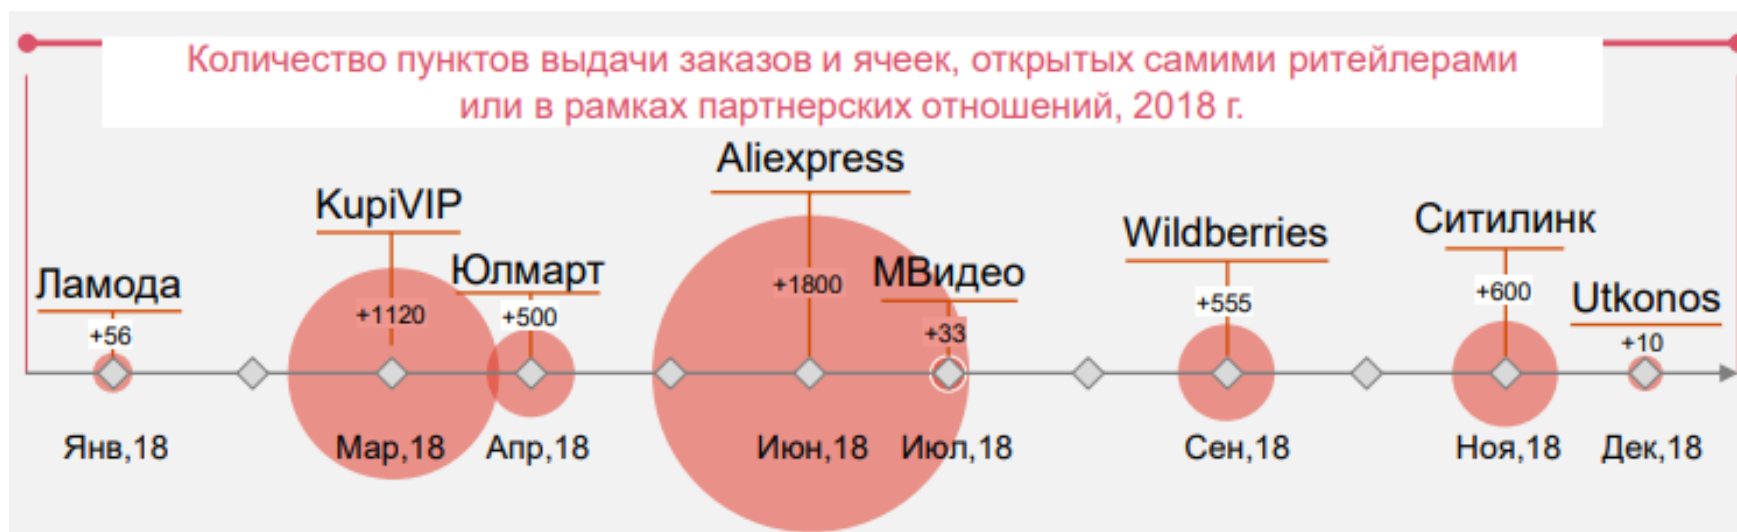 Количество пунктов выдачи заказов и ячеек, открытых самими ритейлерами
или в рамках партнерских отношений, 2018 г.
Ламода
+56
Янв,18
KupiVIP
+1120
Мар,18
Юлмарт
+500
Апр,18
Aliexpress
+1800
Июн,18
МВидео
+33
Июл,18
Wildberries
+555
Сен,18
Ситилинк
+600
Ноя,18
Utkonos
+10
Дек,18